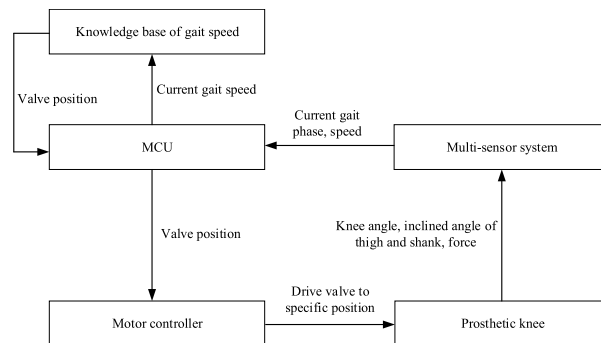 Knowledge base of gait speed
Valve position
Current gait speed
Current gait
phase, speed
MCU
Multi-sensor system
Valve position
Knee angle, inclined angle of
thigh and shank, force
Drive valve to
specific position
Motor controller
Prosthetic knee